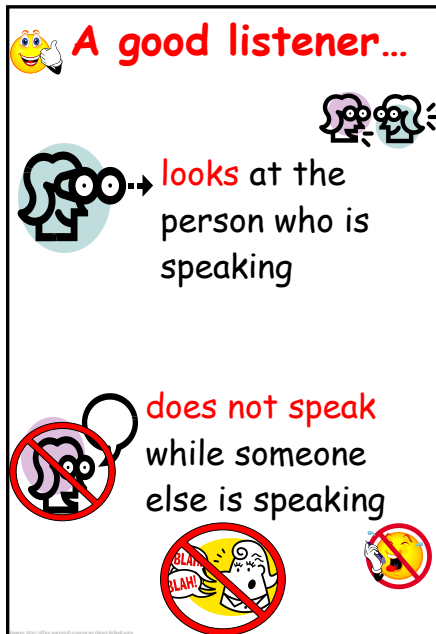 A good listener…
looks at the
person who is
speaking
does not speak
while someone
else is speaking
BLAH!
BLAH!